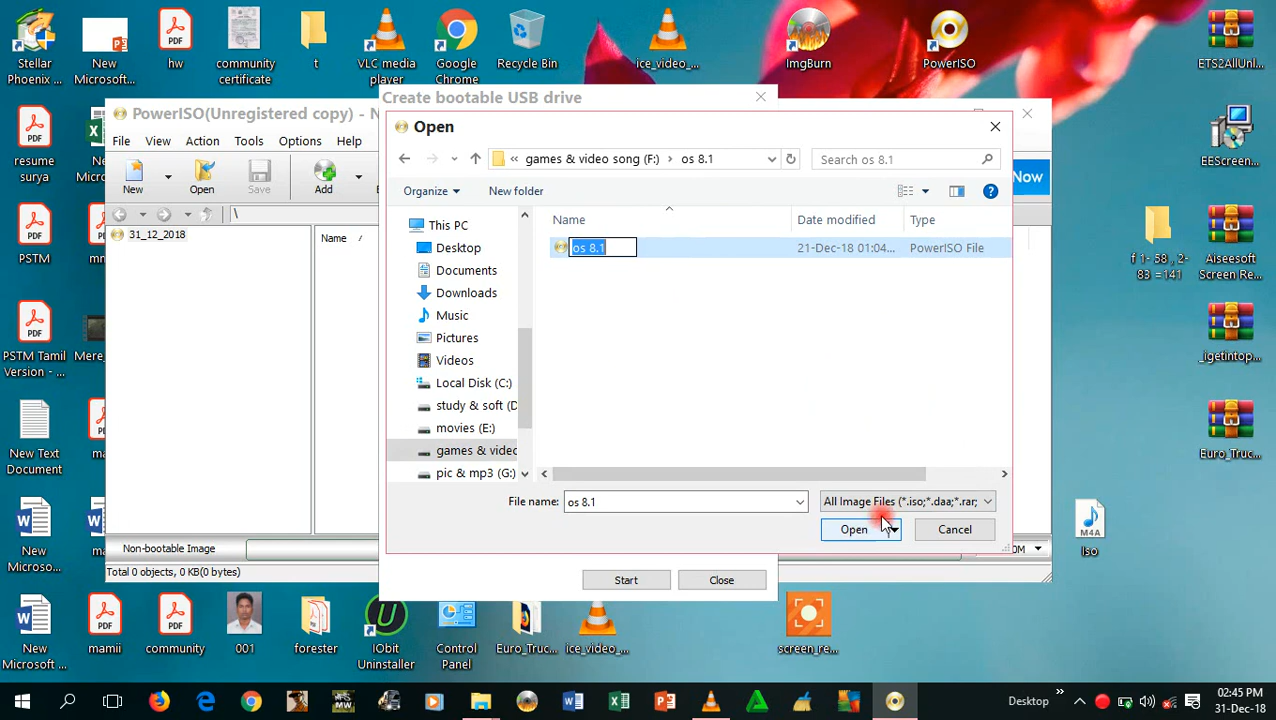 Stellar
Phoenix ...
New
Microsoft...
hw
community
certificate
t
VLC media
player
Google
Chrome
Recycle Bin
ice_video_...
ImgBurn
PowerISO
ETS2AllUnl...
Create bootable USB drive
PowerISO(Unregistered copy) - N
Open
File View Action Tools Options Help
games & video song (F:) os 8.1
Search os 8.1
New
Open
Save
Add
Now
Organize
New folder
resume
surya
EEScreen...
\
31_12_2018
Name
This PC
Desktop
Documents
Downloads
Music
Pictures
Videos
Local Disk (C:)
study & soft (D
movies (E:)
games & videc
pic & mp3 (G:)
Name
Date modified
Type
os 8.1
21-Dec-18 01:04...
PowerISO File
PSTM
f 1- 58 , 2-
83 =141
Aiseesoft
Screen Re...
PSTM Tamil
Version - ...
Mere_
_igetintop...
New Text
Document
Euro_Truc...
File name:
os 8.1
All Image Files (*.iso;*.daa;*.rar;
Open
Cancel
M4A
Iso
New
Microso...
Non-bootable Image
Total 0 objects, 0 KB(0 bytes)
Start
Close
New
Microsoft ...
mamii
community
001
forester
IObit
Uninstaller
Control
Panel
Euro_Truc...
ice_video_...
screen_re...
Desktop
02:45 PM
31-Dec-18